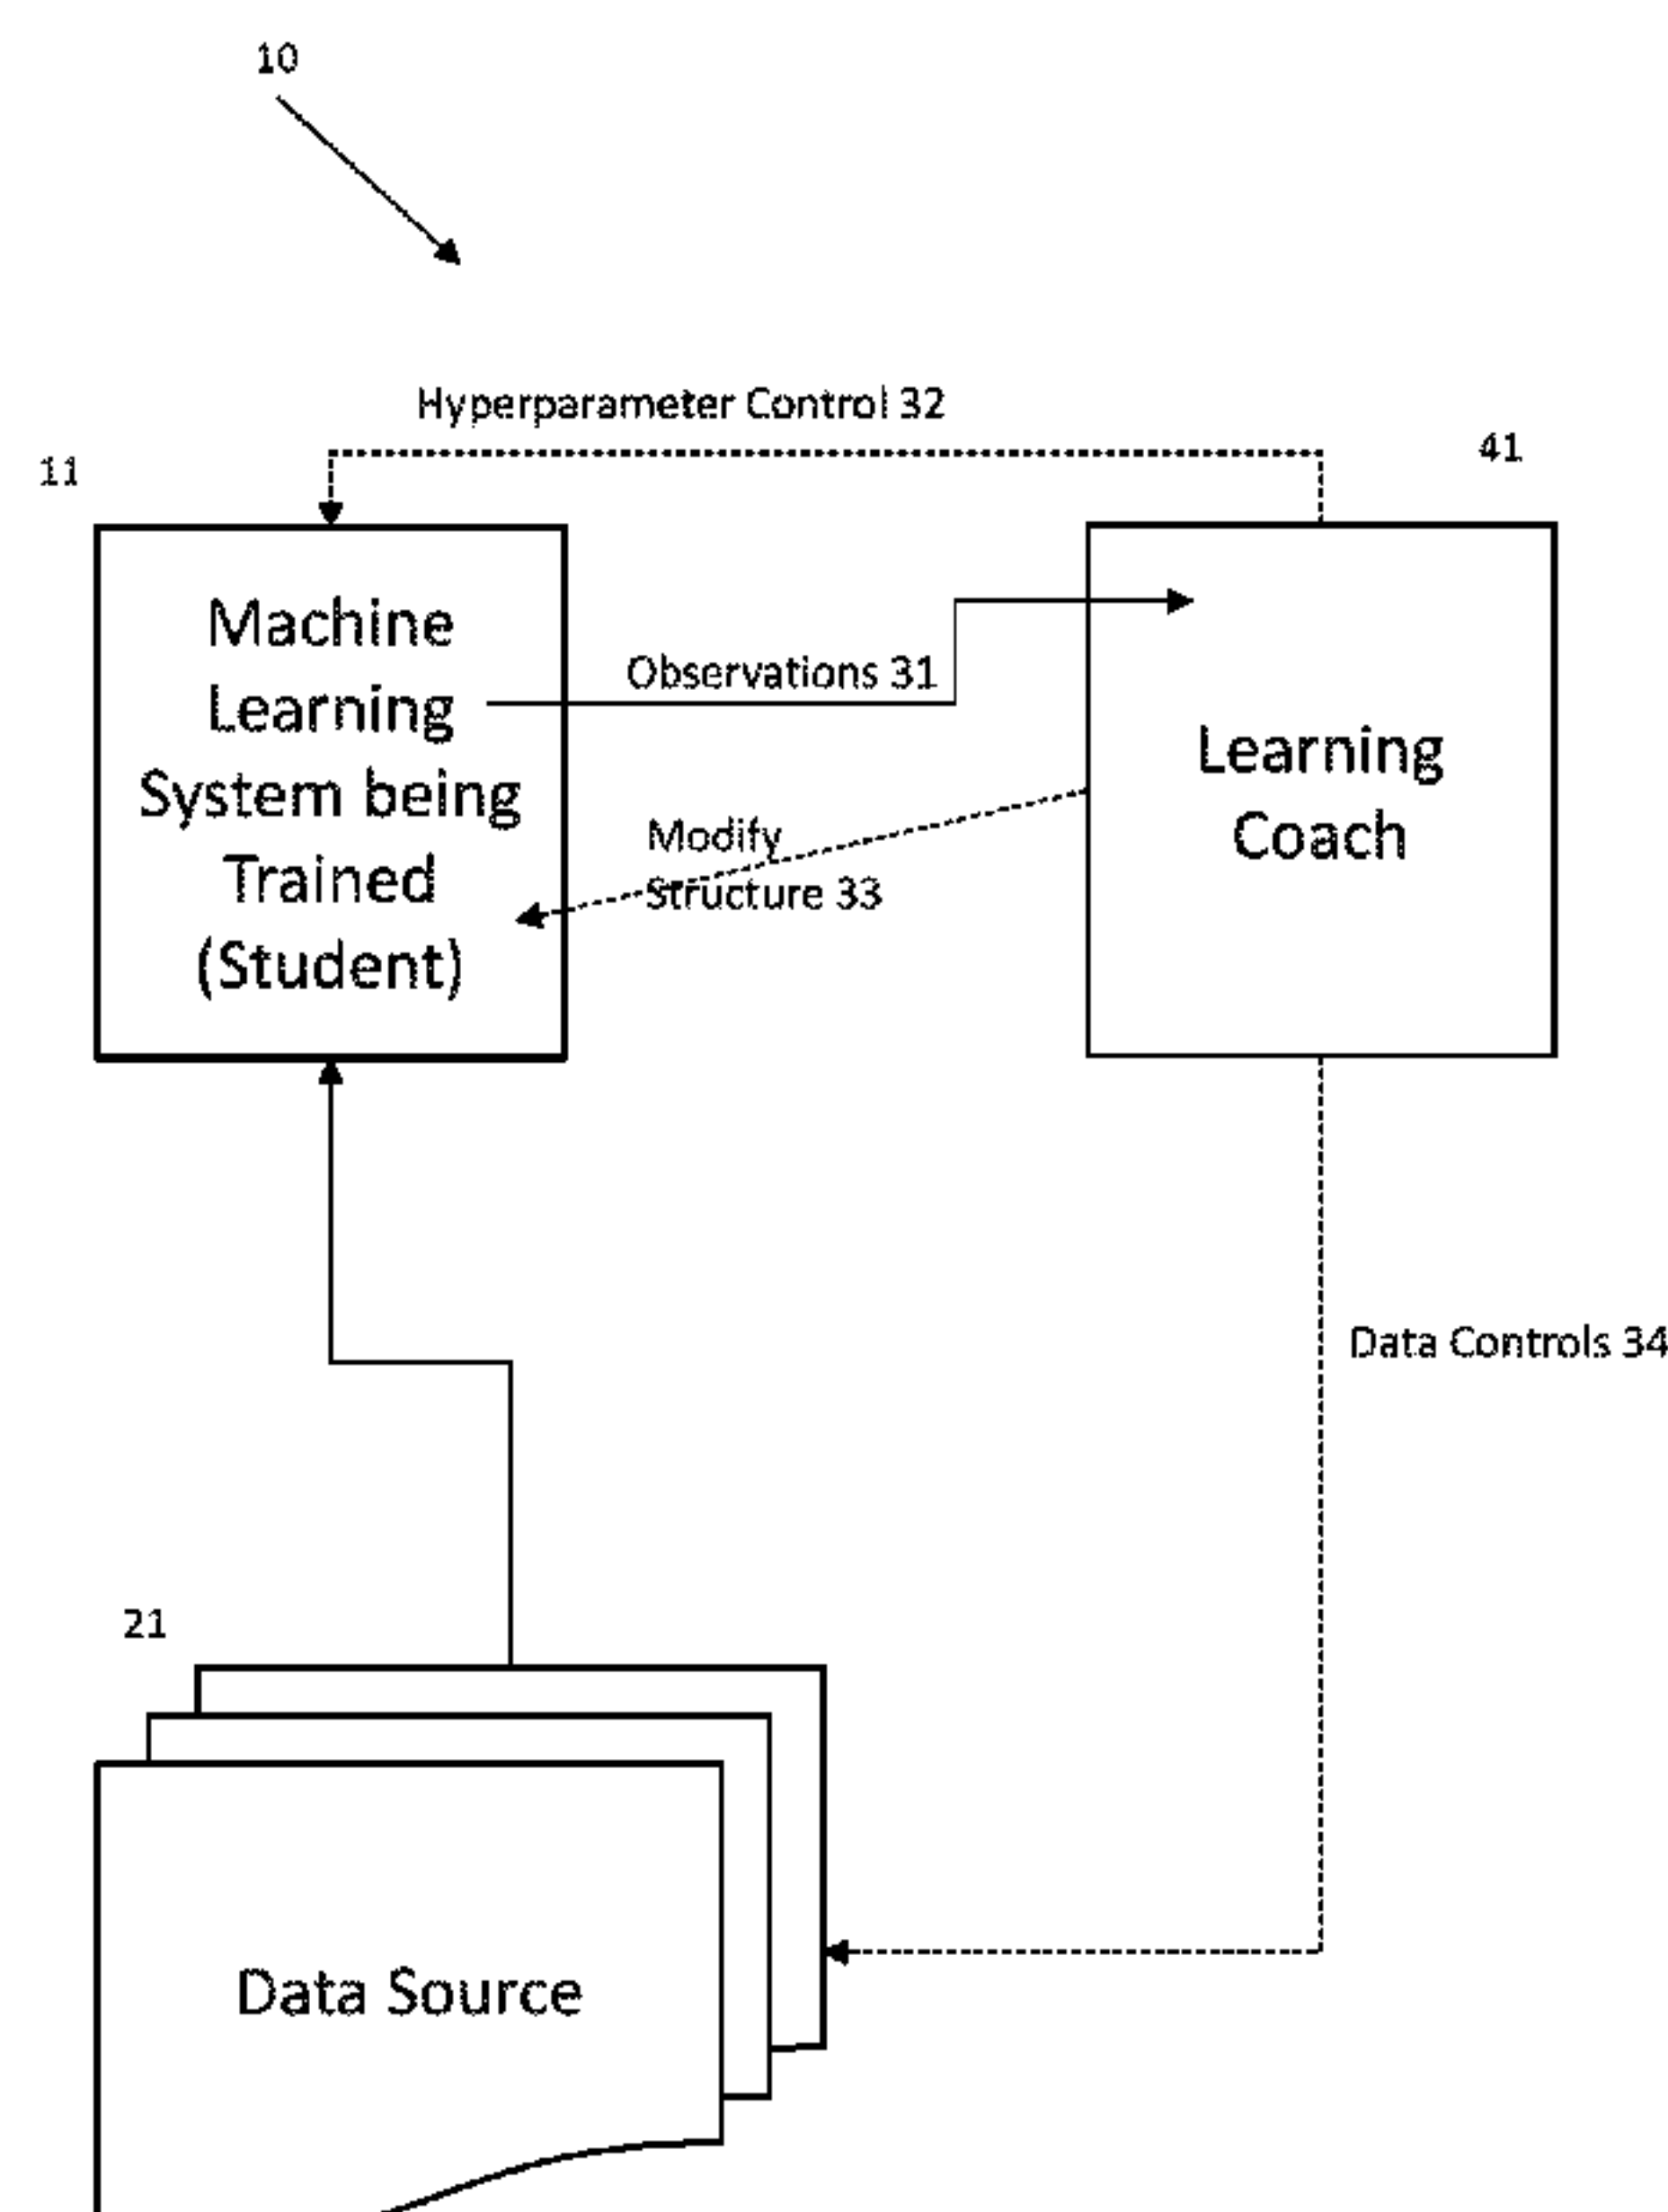 10
Hyperparameter Control 32
11
41
Machine
Learning
System being
Trained
(Student)
Observations 31
Modify
Structure 33
Learning
Coach
Data Controls 34
21
Data Source